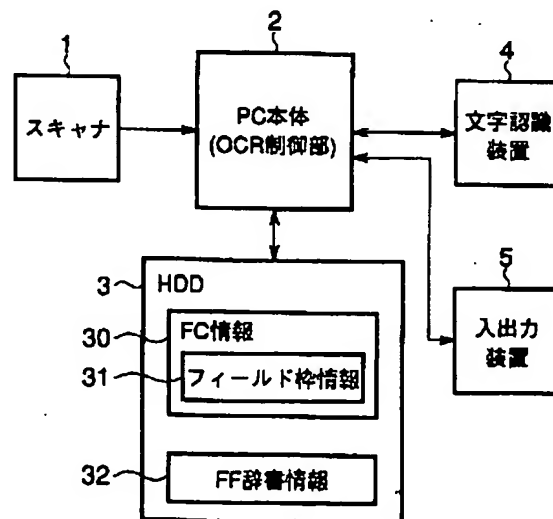 1
スキャナ
2
PC本体
(OCR制御部)
4
文字認識
装置
5
入出力
装置
3
HDD
30
FC情報
31
フィールド枠情報
32
FF辞書情報